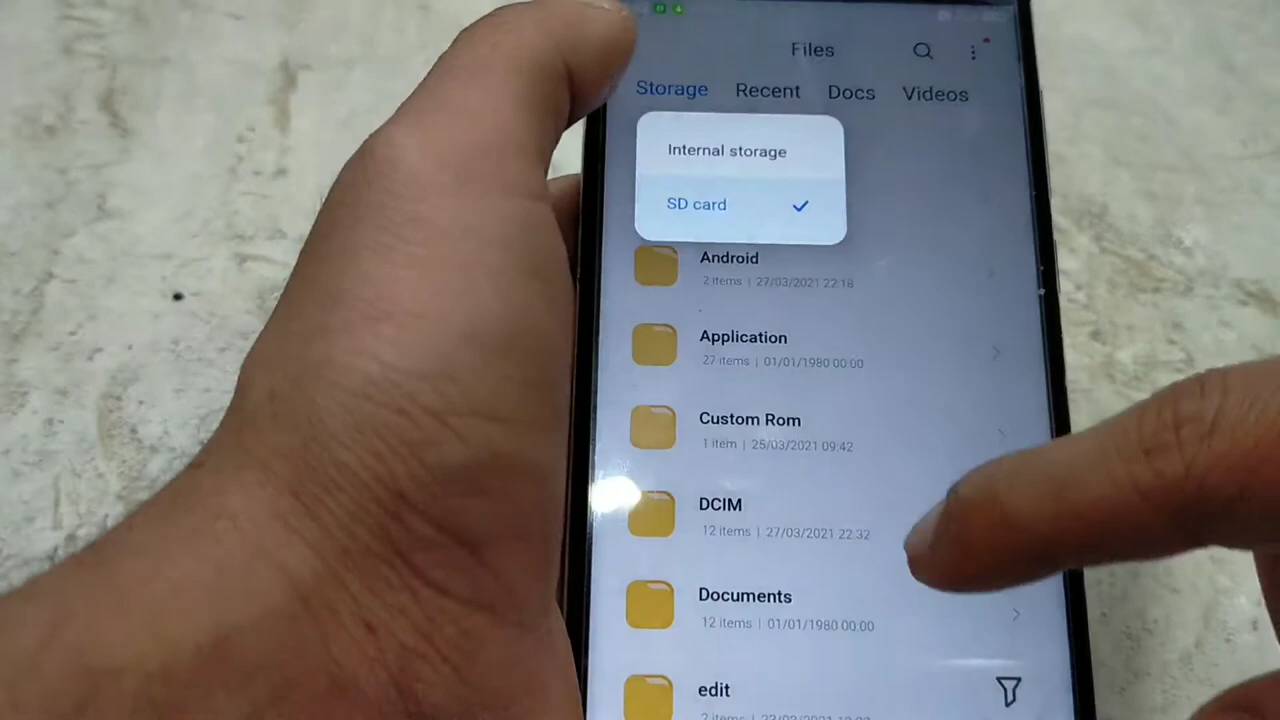 Files
Storage Recent Docs Videos
Internal storage
SD card
Android
2 items | 27/03/2021 22:18
Application
27 items | 01/01/1980 00:00
Custom Rom
1 item | 25/03/2021 09:42
DCIM
12 items | 27/03/2021 22:32
Documents
12 items | 01/01/1980 00:00
edit
2 items